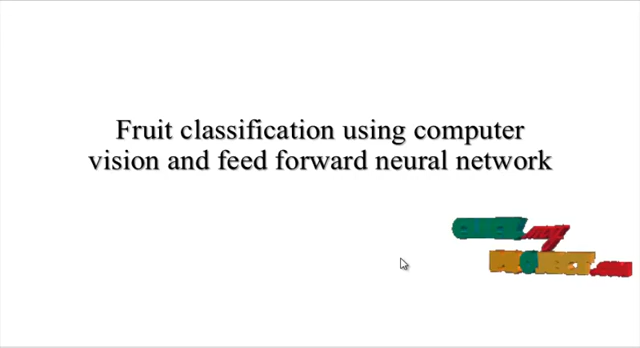 Fruit classification using computer
vision and feed forward neural network